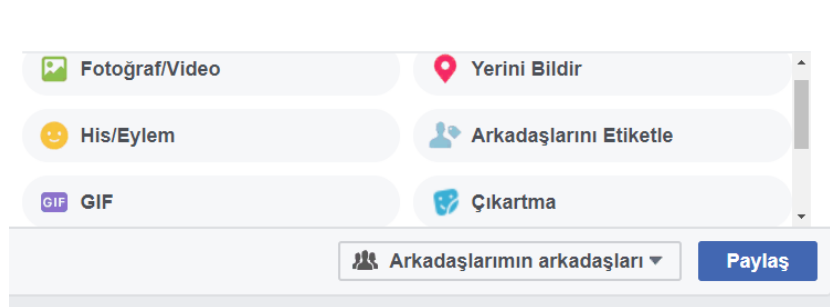 Fotoğraf/Video
Yerini Bildir
His/Eylem
Arkadaşlarını Etiketle
GIF GIF
Çıkartma
Arkadaşlarımın arkadaşları
Paylaş